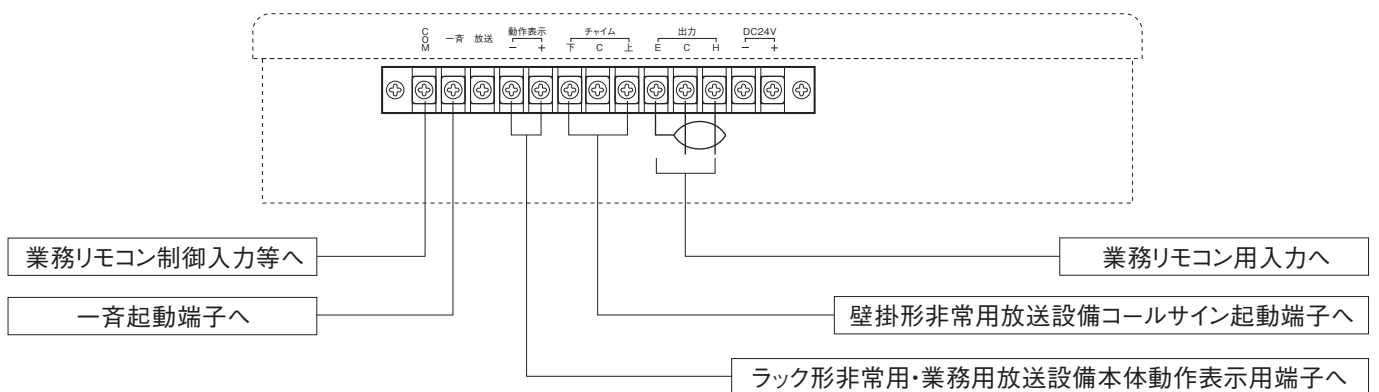 COM 一斉 放送 動作表示 チャイム 出力 DC24V
− + 下 C 上 E C H − +
業務リモコン制御入力等へ
業務リモコン用入力へ
一斉起動端子へ
壁掛形非常用放送設備コールサイン起動端子へ
ラック形非常用・業務用放送設備本体動作表示用端子へ